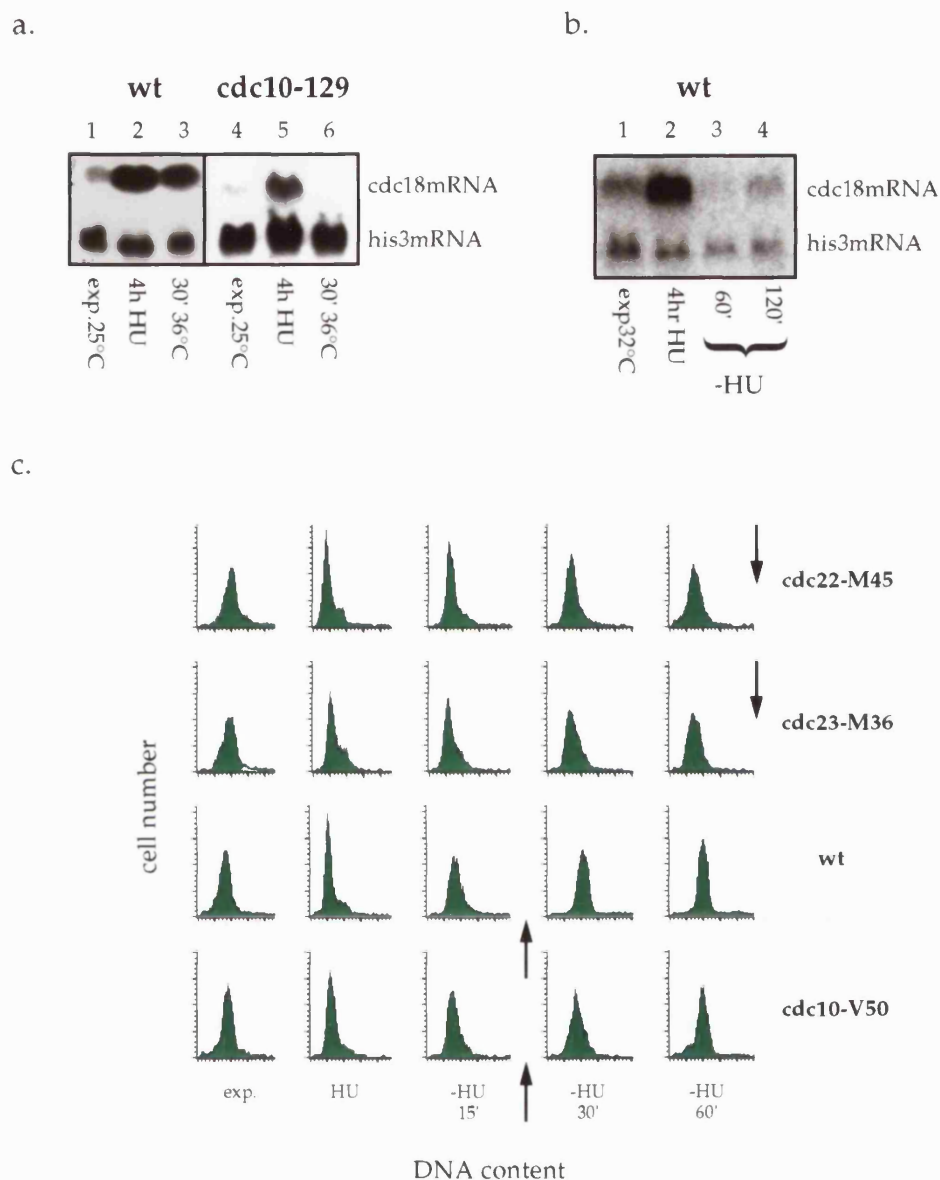 a.
wt cdc10-129
1 2 3 4 5 6
cdc18mRNA
his3mRNA
exp.25°C 4h HU 30' 36°C exp.25°C 4h HU 30' 36°C
b.
wt
1 2 3 4
cdc18mRNA
his3mRNA
exp32°C 4hr HU 60' 120'
-HU
c.
cdc22-M45
cdc23-M36
wt
cdc10-V50
cell number
exp. HU -HU -HU -HU
15' 30' 60'
DNA content